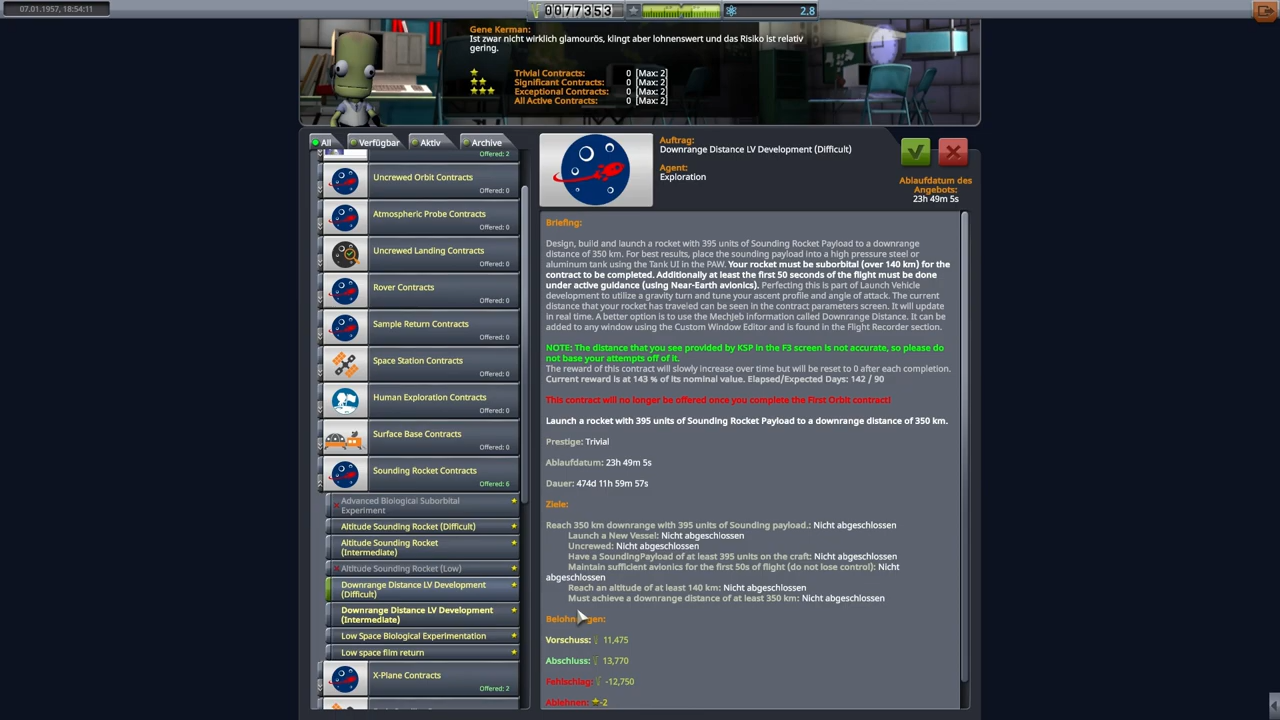 07.01.1957, 18:54:11
0077353
2.8
Gene Kerman:
Ist zwar nicht wirklich glamourös, klingt aber lohnenswert und das Risiko ist relativ
gering.
Trivial Contracts: 0 [Max: 2]
Significant Contracts: 0 [Max: 2]
Exceptional Contracts: 0 [Max: 2]
All Active Contracts: 0 [Max: 2]
All
Verfügbar
Aktiv
Archive
Offered: 2
Uncrewed Orbit Contracts
Offered: 0
Atmospheric Probe Contracts
Offered: 0
Uncrewed Landing Contracts
Offered: 0
Rover Contracts
Offered: 0
Sample Return Contracts
Offered: 0
Space Station Contracts
Offered: 0
Human Exploration Contracts
Offered: 0
Surface Base Contracts
Offered: 0
Sounding Rocket Contracts
Offered: 6
Advanced Biological Suborbital
Experiment
Altitude Sounding Rocket (Difficult)
Altitude Sounding Rocket
(Intermediate)
Altitude Sounding Rocket (Low)
Downrange Distance LV Development
(Difficult)
Downrange Distance LV Development
(Intermediate)
Low Space Biological Experimentation
Low space film return
X-Plane Contracts
Offered: 2
Auftrag:
Downrange Distance LV Development (Difficult)
Agent:
Exploration
Ablaufdatum des
Angebots:
23h 49m 5s
Briefing:
Design, build and launch a rocket with 395 units of Sounding Rocket Payload to a downrange
distance of 350 km. For best results, place the sounding payload into a high pressure steel or
aluminum tank using the Tank UI in the PAW. Your rocket must be suborbital (over 140 km) for the
contract to be completed. Additionally at least the first 50 seconds of the flight must be done
under active guidance (using Near-Earth avionics). Perfecting this is part of Launch Vehicle
development to utilize a gravity turn and tune your ascent profile and angle of attack. The current
distance that your rocket has traveled can be seen in the contract parameters screen. It will update
in real time. A better option is to use the MechJeb information called Downrange Distance. It can be
added to any window using the Custom Window Editor and is found in the Flight Recorder section.
NOTE: The distance that you see provided by KSP in the F3 screen is not accurate, so please do
not base your attempts off of it.
The reward of this contract will slowly increase over time but will be reset to 0 after each completion.
Current reward is at 143 % of its nominal value. Elapsed/Expected Days: 142 / 90
This contract will no longer be offered once you complete the First Orbit contract!
Launch a rocket with 395 units of Sounding Rocket Payload to a downrange distance of 350 km.
Prestige: Trivial
Ablaufdatum: 23h 49m 5s
Dauer: 474d 11h 59m 57s
Ziele:
Reach 350 km downrange with 395 units of Sounding payload.: Nicht abgeschlossen
Launch a New Vessel: Nicht abgeschlossen
Uncrewed: Nicht abgeschlossen
Have a SoundingPayload of at least 395 units on the craft: Nicht abgeschlossen
Maintain sufficient avionics for the first 50s of flight (do not lose control): Nicht
abgeschlossen
Reach an altitude of at least 140 km: Nicht abgeschlossen
Must achieve a downrange distance of at least 350 km: Nicht abgeschlossen
Vorschuss: 11,475
Abschluss: 13,770
Fehlschlag: -12,750
Ablehnen: -2